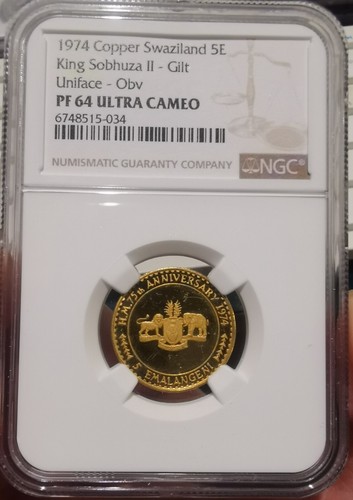 1974 Copper Swaziland 5E
King Sobhuza II - Gilt
Uniface - Obv
PF 64 ULTRA CAMEO
6748515-034
NUMISMATIC GUARANTY COMPANY
NGC®
H.M. 75th ANNIVERSARY 1974
5 EMALANGENI